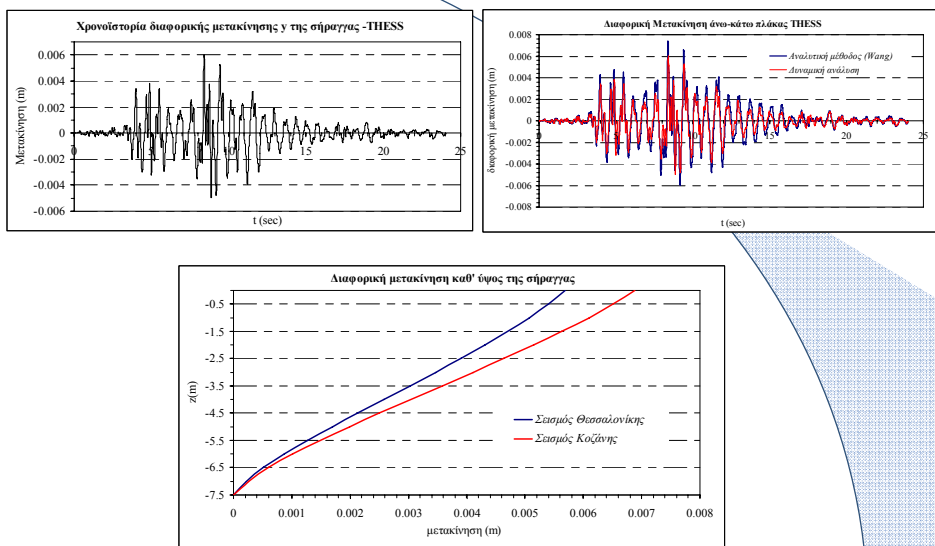 Χρονοϊστορία διαφορικής μετακίνησης y της σήραγγας -THESS
Μετακίνηση (m)
0.006
0.004
0.002
0
-0.002
-0.004
-0.006
0 5 10 15 20 25
t (sec)
Διαφορική Μετακίνηση άνω-κάτω πλάκας THESS
διαφορική μετακίνηση (m)
0.008
0.006
0.004
0.002
0
-0.002
-0.004
-0.006
-0.008
0 5 10 15 20 25
t (sec)
Αναλυτική μέθοδος (Wang)
Δυναμική ανάλυση
Διαφορική μετακίνηση καθ' ύψος της σήραγγας
z(m)
-0.5
-1.5
-2.5
-3.5
-4.5
-5.5
-6.5
-7.5
0 0.001 0.002 0.003 0.004 0.005 0.006 0.007 0.008
μετακίνηση (m)
Σεισμός Θεσσαλονίκης
Σεισμός Κοζάνης